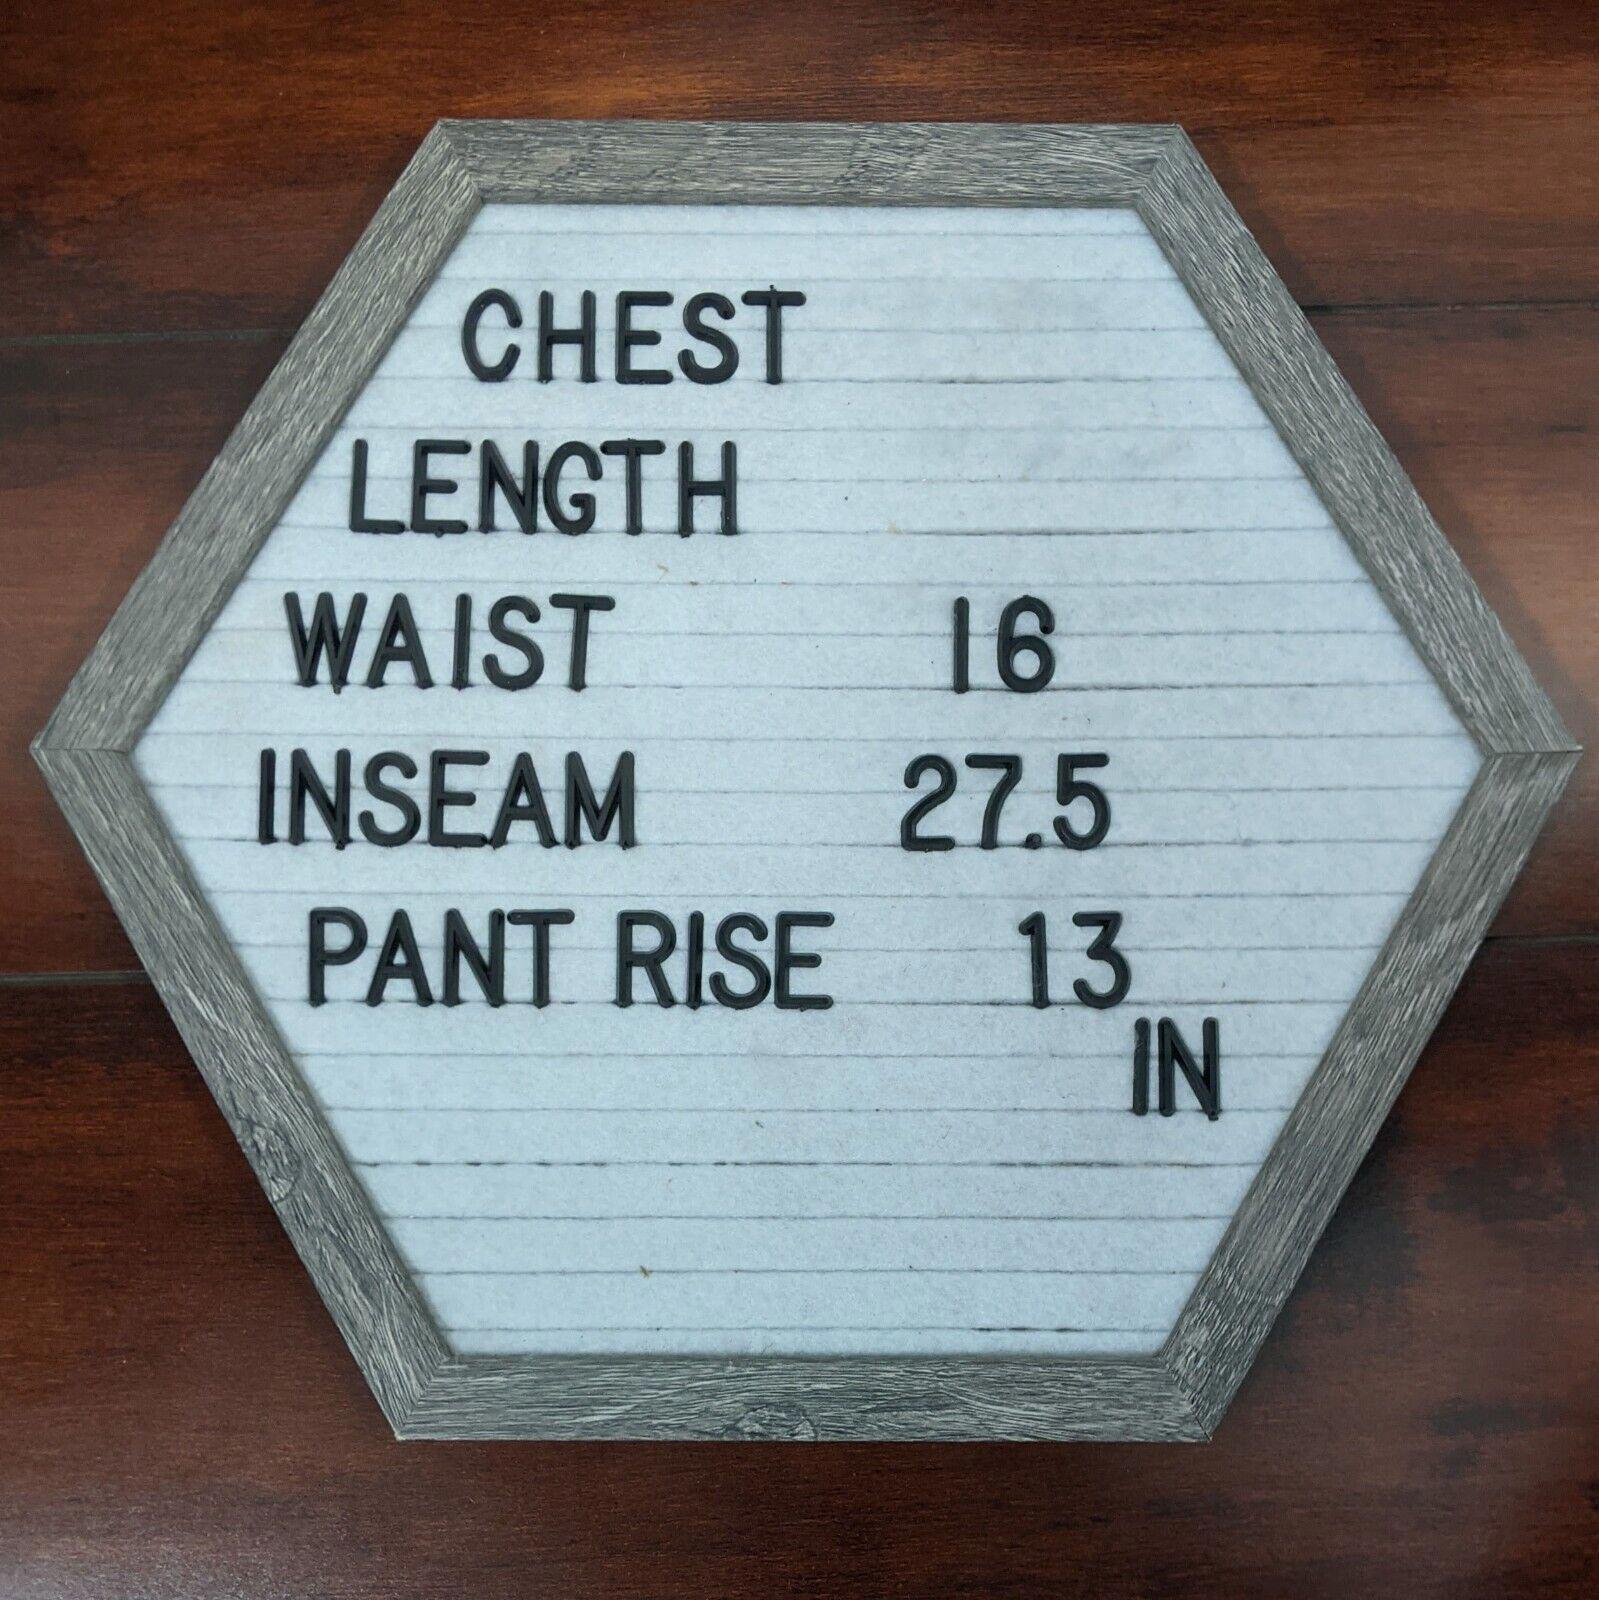 CHEST
LENGTH
WAIST 16
INSEAM 27.5
PANT RISE 13
IN